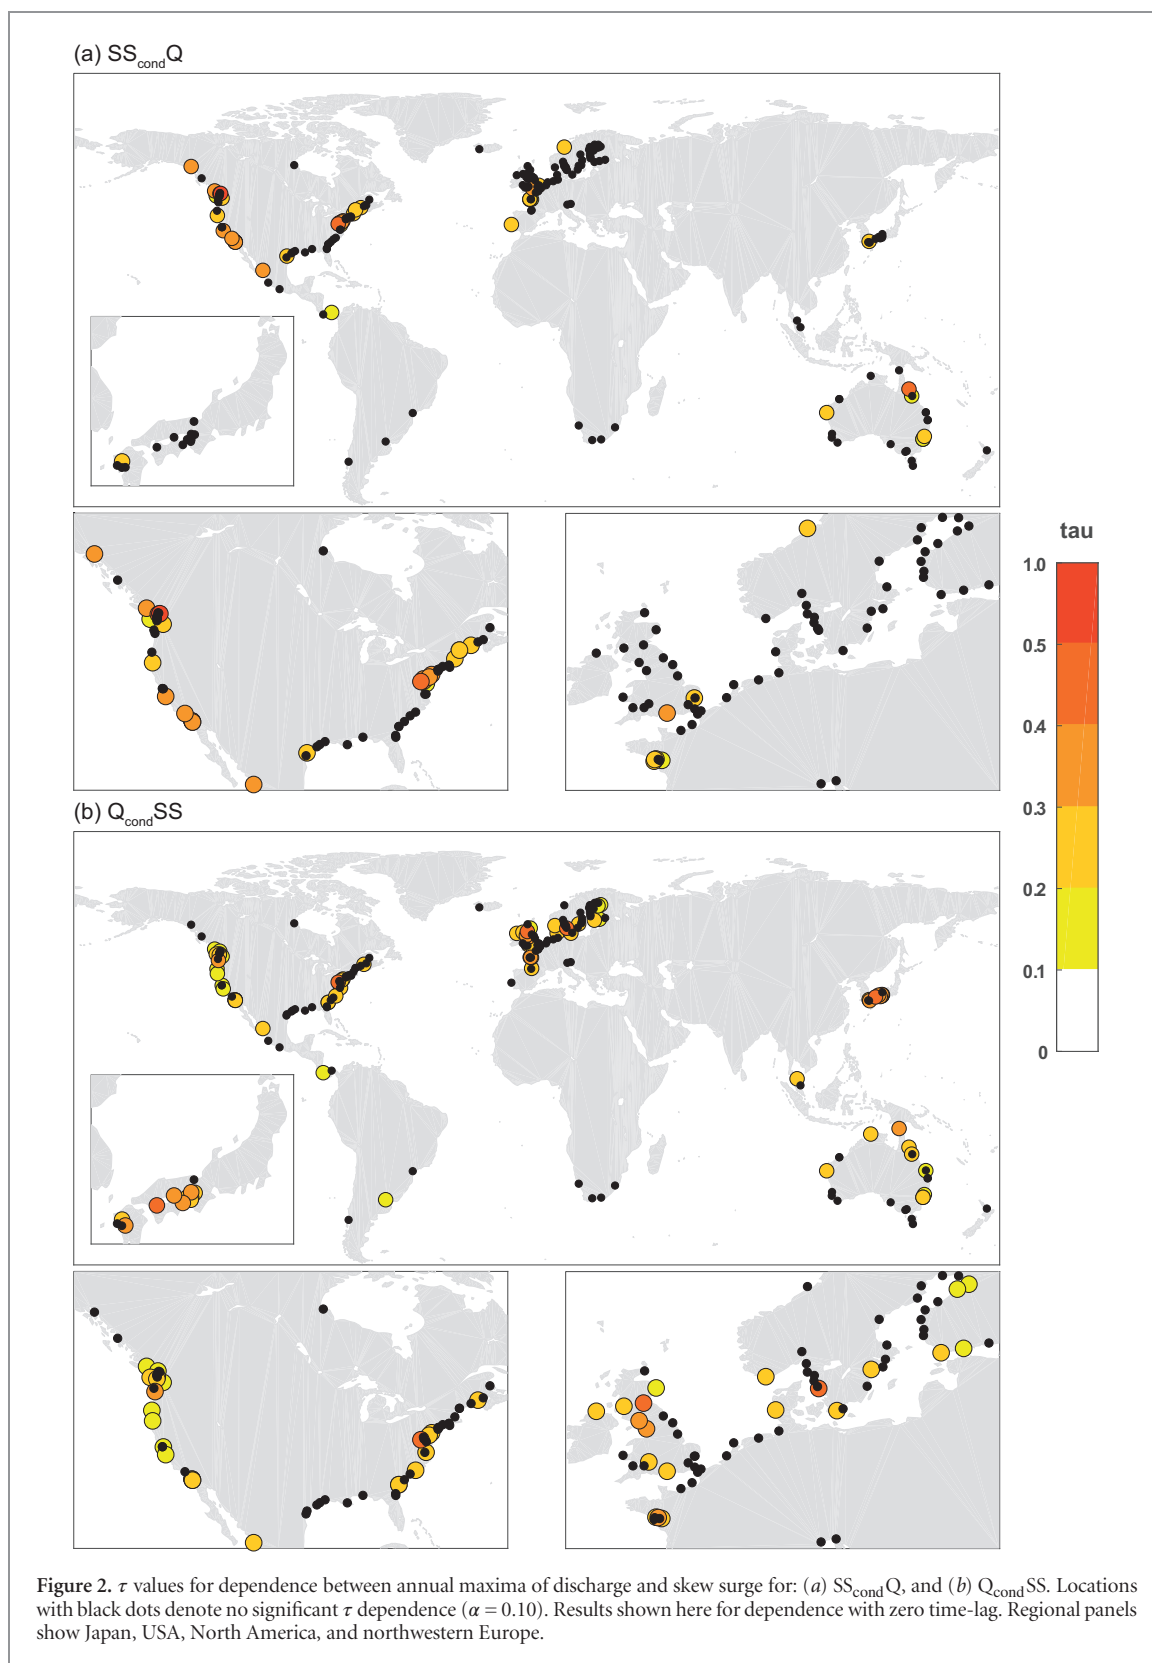 (a) SScondQ
tau
1.0
0.5
0.4
0.3
0.2
0.1
0
(b) QcondSS
Figure 2. τ values for dependence between annual maxima of discharge and skew surge for: (a) SScondQ, and (b) QcondSS. Locations
with black dots denote no significant τ dependence (α = 0.10). Results shown here for dependence with zero time-lag. Regional panels
show Japan, USA, North America, and northwestern Europe.